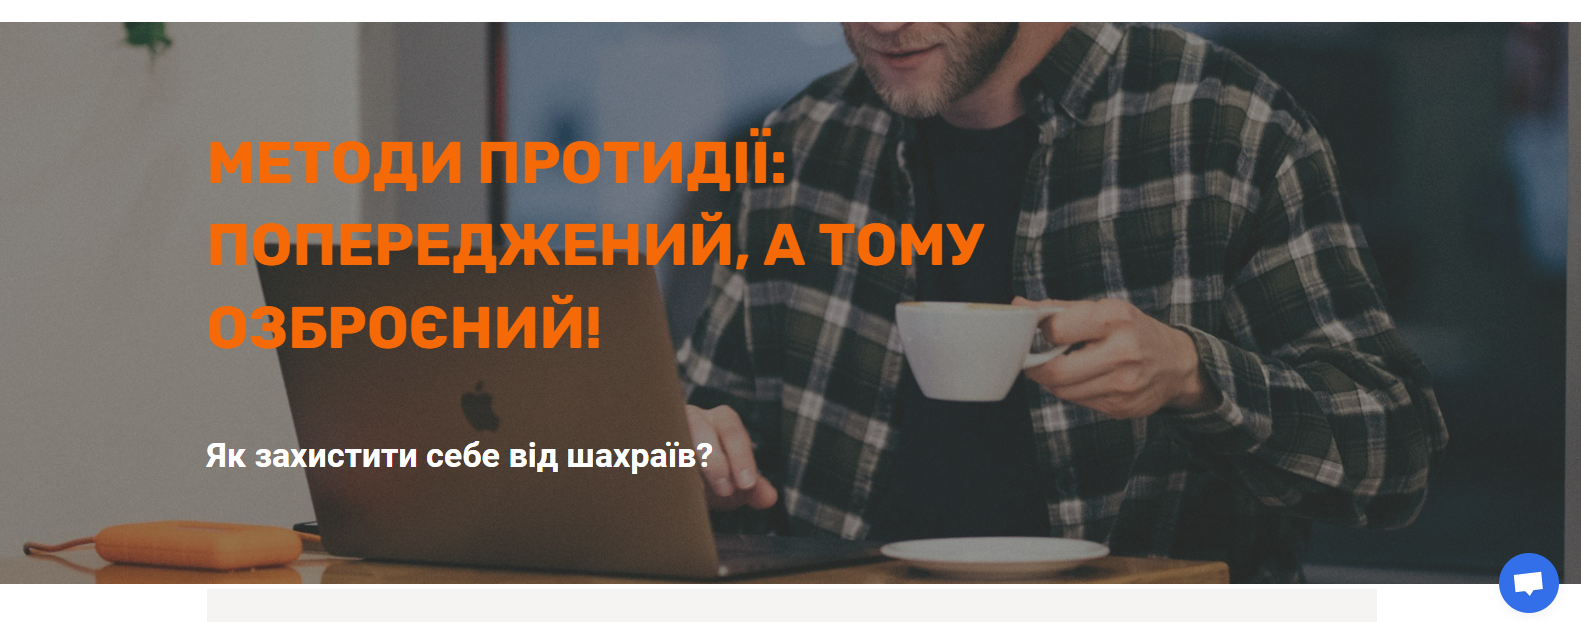 МЕТОДИ ПРОТИДІЇ:
ПОПЕРЕДЖЕНИЙ, А ТОМУ
ОЗБРОЄНИЙ!
Як захистити себе від шахраїв?